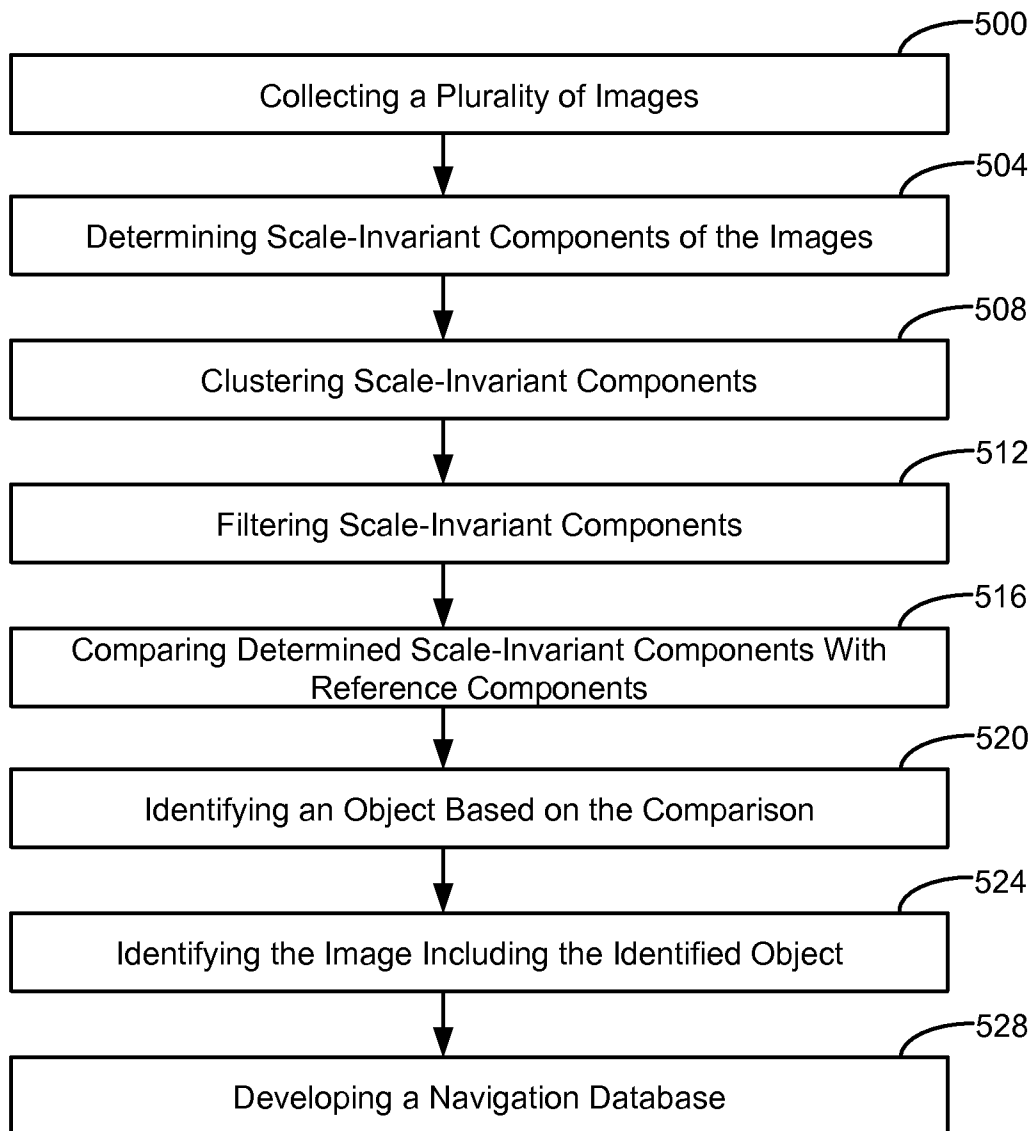 500
Collecting a Plurality of Images
504
Determining Scale-Invariant Components of the Images
508
Clustering Scale-Invariant Components
512
Filtering Scale-Invariant Components
516
Comparing Determined Scale-Invariant Components With
Reference Components
520
Identifying an Object Based on the Comparison
524
Identifying the Image Including the Identified Object
528
Developing a Navigation Database